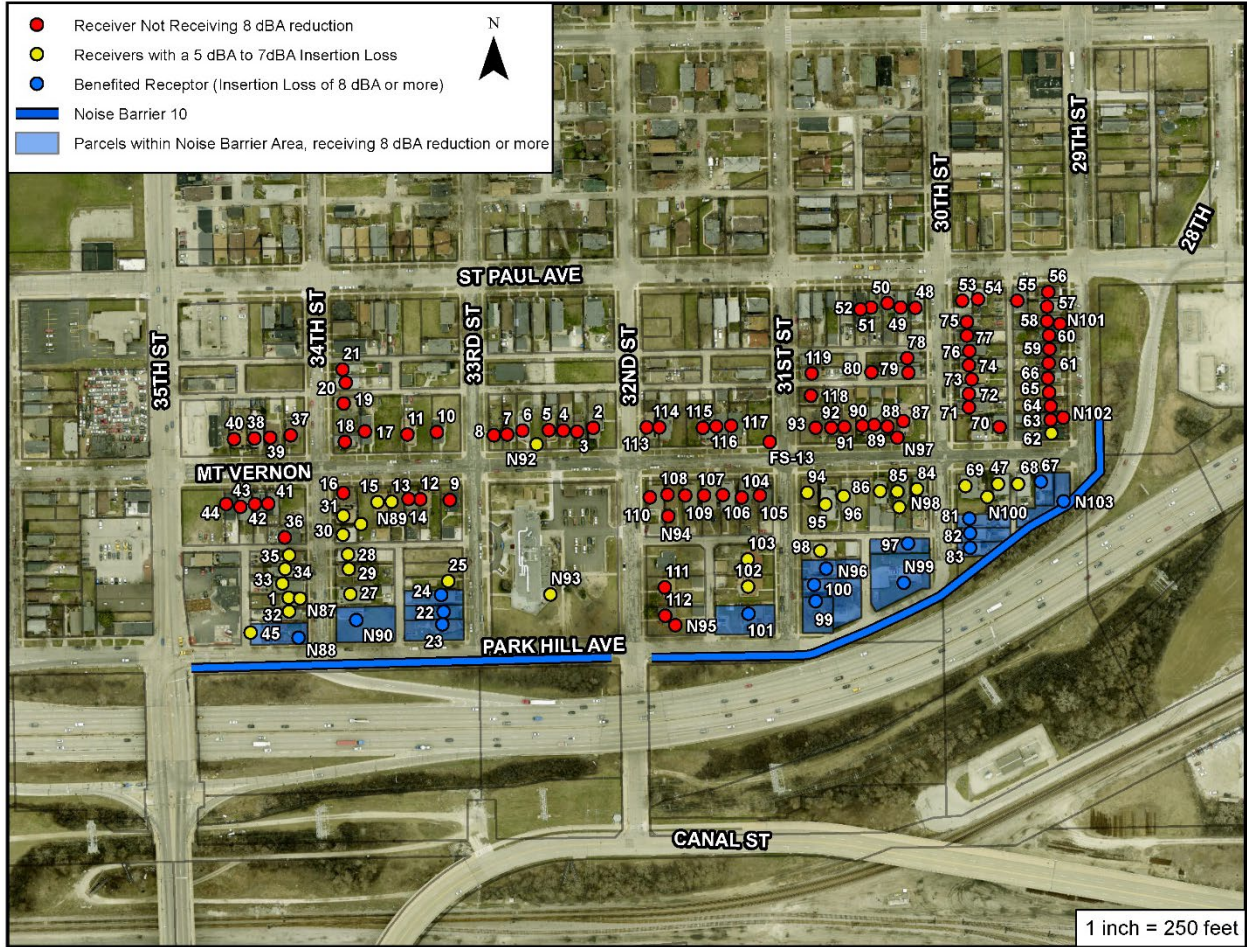 Receiver Not Receiving 8 dBA reduction
Receivers with a 5 dBA to 7dBA Insertion Loss
Benefited Receptor (Insertion Loss of 8 dBA or more)
Noise Barrier 10
Parcels within Noise Barrier Area, receiving 8 dBA reduction or more
N
29TH ST
30TH ST
28TH
ST PAUL AVE
34TH ST
33RD ST
32ND ST
31ST ST
35TH ST
53 54 55 56
50 48
52 51 49
57
58 N101
75 77 60
59
76 74 61
78
119 80 79
73 66
65
72
118
71 70 64 N102
63
62
21
20
19
40 38 37
39
18 17 11 10
8 7 6 5 4 2
3
N92
113 114 115 117
116
93 92 90 88 87
91 89 N97
FS-13
MT VERNON
43 41
44 42
16 15 13 12 9
N89 14
31
30
36
108 107 104
110 109 106 105
N94
94 86 85 84
95 96 N98
69 47 68 67
N100 N103
81
82
83
35
34
33
1
32 N87
28
29
27
25
24
22
23
N93
103
102
111
112
N95
101
98
N96
100
99
97
N99
45
N88
N90
PARK HILL AVE
CANAL ST
1 inch = 250 feet